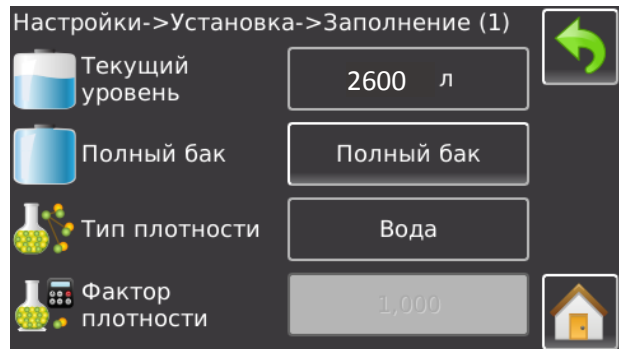 Настройки->Установка->Заполнение (1)
Текущий
уровень
2600 л
Полный бак
Полный бак
Тип плотности
Вода
Фактор
плотности
1,000